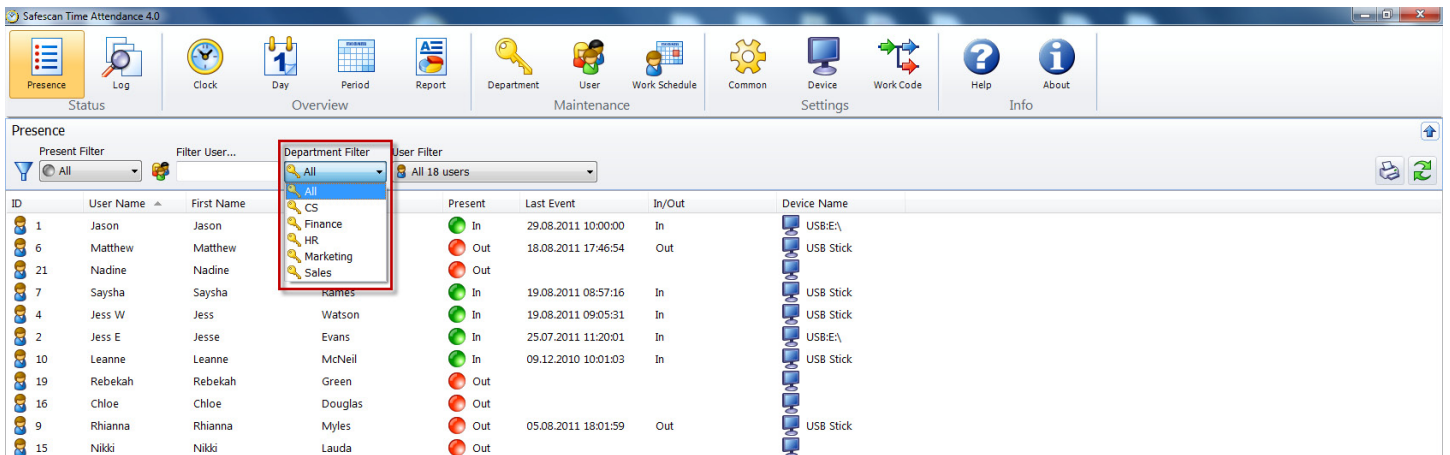 Safescan Time Attendance 4.0
Presence Log Clock Day Period Report Department User Work Schedule Common Device Work Code Help About
Status Overview Maintenance Settings Info
Presence
Present Filter Filter User... Department Filter User Filter
All All All 18 users
All
CS
Finance
HR
Marketing
Sales
ID User Name First Name Present Last Event In/Out Device Name
1 Jason Jason In 29.08.2011 10:00:00 In USB:E:\
6 Matthew Matthew Out 18.08.2011 17:46:54 Out USB Stick
21 Nadine Nadine Out
7 Saysha Saysha Rames In 19.08.2011 08:57:16 In USB Stick
4 Jess W Jess Watson In 19.08.2011 09:05:31 In USB Stick
2 Jess E Jesse Evans In 25.07.2011 11:20:01 In USB:E:\
10 Leanne Leanne McNeil In 09.12.2010 10:01:03 In USB Stick
19 Rebekah Rebekah Green Out
16 Chloe Chloe Douglas Out
9 Rhianna Rhianna Myles Out 05.08.2011 18:01:59 Out USB Stick
15 Nikki Nikki Lauda Out